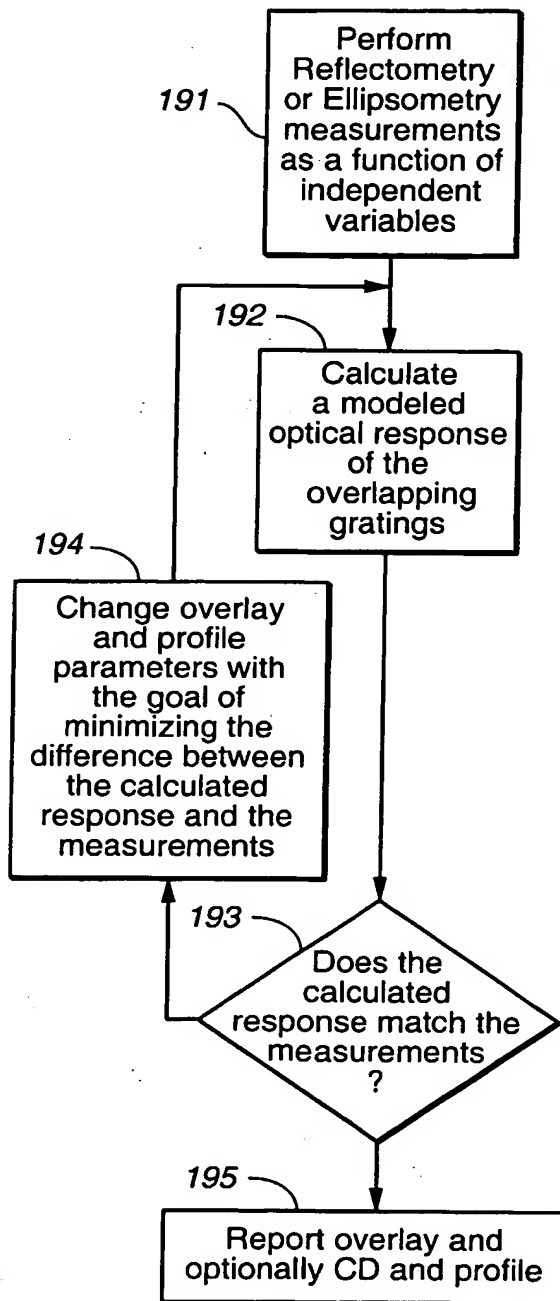 191
Perform
Reflectometry
or Ellipsometry
measurements
as a function of
independent
variables
192
Calculate
a modeled
optical response
of the
overlapping
gratings
194
Change overlay
and profile
parameters with
the goal of
minimizing the
difference between
the calculated
response and the
measurements
193
Does the
calculated
response match the
measurements
?
195
Report overlay and
optionally CD and profile